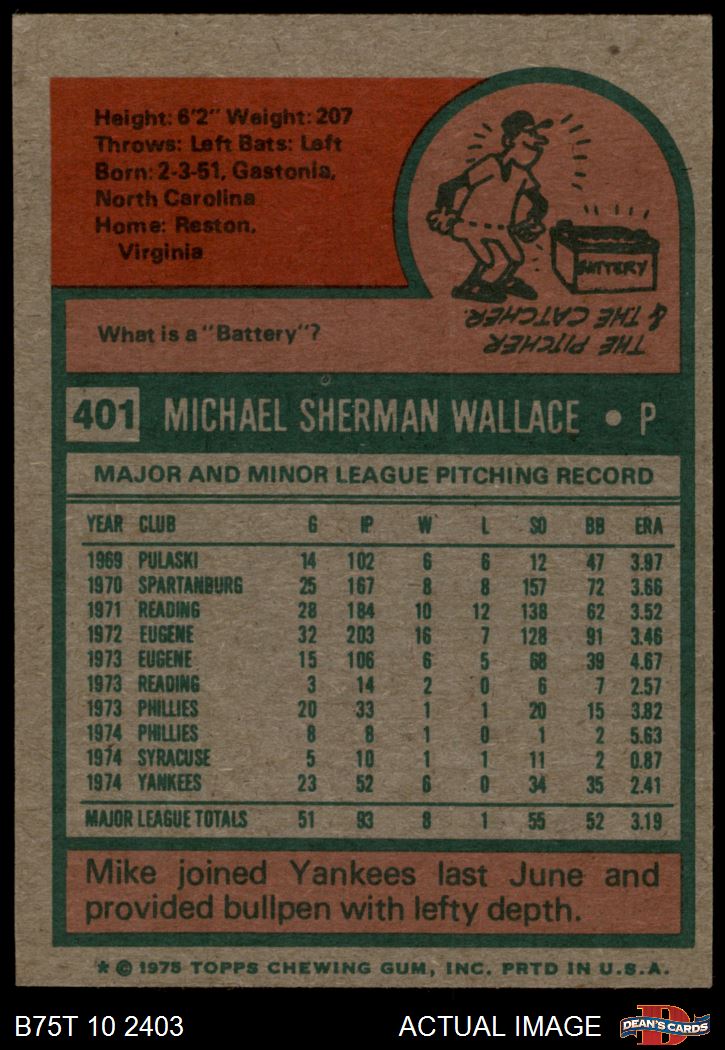 Height: 6'2" Weight: 207
Throws: Left Bats: Left
Born: 2-3-51, Gastonia,
North Carolina
Home: Reston,
Virginia
BATTERY
What is a "Battery"?
THE PITCHER
& THE CATCHER
401 MICHAEL SHERMAN WALLACE • P
MAJOR AND MINOR LEAGUE PITCHING RECORD
YEAR CLUB G IP W L SO BB ERA
1969 PULASKI 14 102 6 6 12 47 3.97
1970 SPARTANBURG 25 167 8 8 157 72 3.66
1971 READING 28 184 10 12 138 62 3.52
1972 EUGENE 32 203 16 7 128 91 3.46
1973 EUGENE 15 106 6 5 68 39 4.67
1973 READING 3 14 2 0 6 7 2.57
1973 PHILLIES 20 33 1 1 20 15 3.82
1974 PHILLIES 8 8 1 0 1 2 5.63
1974 SYRACUSE 5 10 1 1 11 2 0.87
1974 YANKEES 23 52 6 0 34 35 2.41
MAJOR LEAGUE TOTALS 51 93 8 1 55 52 3.19
Mike joined Yankees last June and
provided bullpen with lefty depth.
* © 1975 TOPPS CHEWING GUM, INC. PRTD IN U.S.A.
B75T 10 2403 ACTUAL IMAGE D DEAN'S CARDS